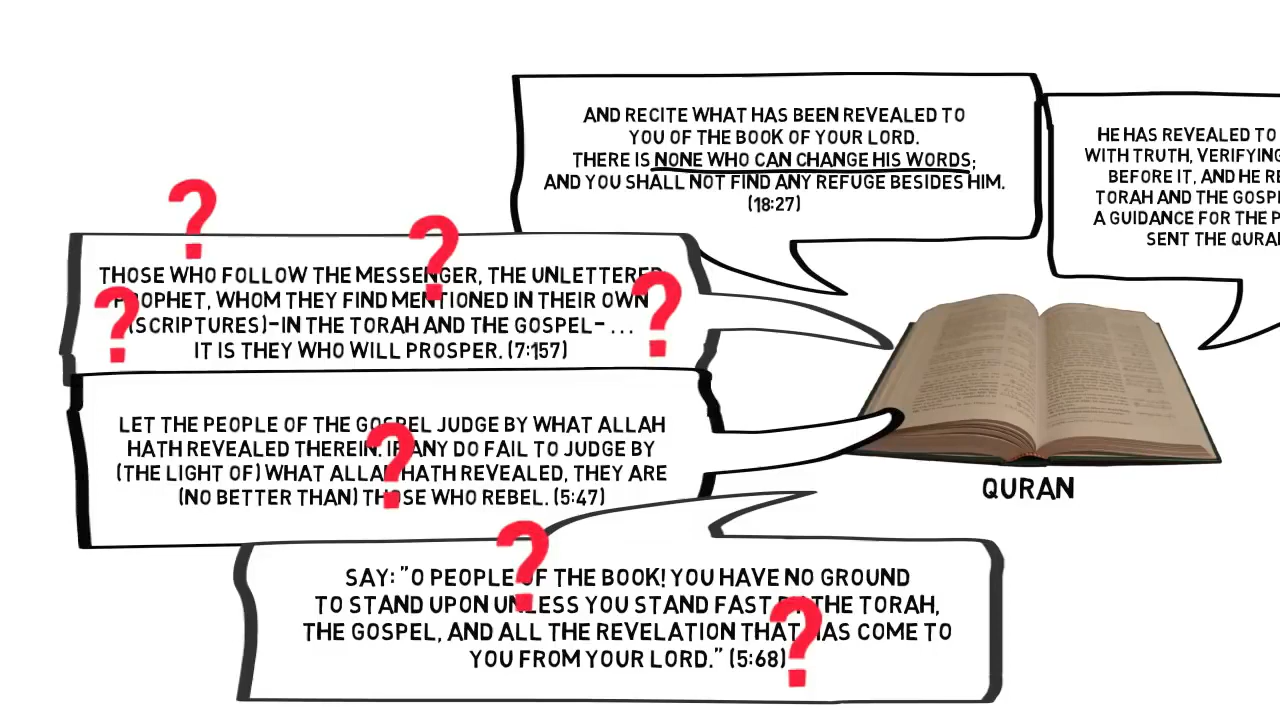 AND RECITE WHAT HAS BEEN REVEALED TO
YOU OF THE BOOK OF YOUR LORD.
THERE IS NONE WHO CAN CHANGE HIS WORDS;
AND YOU SHALL NOT FIND ANY REFUGE BESIDES HIM.
(18:27)
HE HAS REVEALED TO
WITH TRUTH, VERIFYING
BEFORE IT, AND HE RE
TORAH AND THE GOSP
A GUIDANCE FOR THE P
SENT THE QURA
THOSE WHO FOLLOW THE MESSENGER, THE UNLETTERED
PROPHET, WHOM THEY FIND MENTIONED IN THEIR OWN
(SCRIPTURES)-IN THE TORAH AND THE GOSPEL- ...
IT IS THEY WHO WILL PROSPER. (7:157)
LET THE PEOPLE OF THE GOSPEL JUDGE BY WHAT ALLAH
HATH REVEALED THEREIN. IF ANY DO FAIL TO JUDGE BY
(THE LIGHT OF) WHAT ALLAH HATH REVEALED, THEY ARE
(NO BETTER THAN) THOSE WHO REBEL. (5:47)
QURAN
SAY: "O PEOPLE OF THE BOOK! YOU HAVE NO GROUND
TO STAND UPON UNLESS YOU STAND FAST BY THE TORAH,
THE GOSPEL, AND ALL THE REVELATION THAT HAS COME TO
YOU FROM YOUR LORD." (5:68)